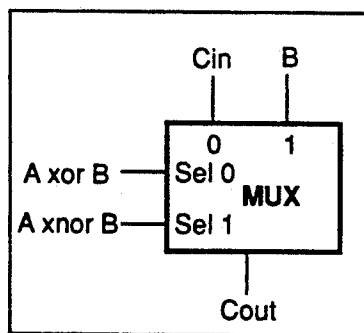 Cin B
0 1
A xor B Sel 0
MUX
A xnor B Sel 1
Cout